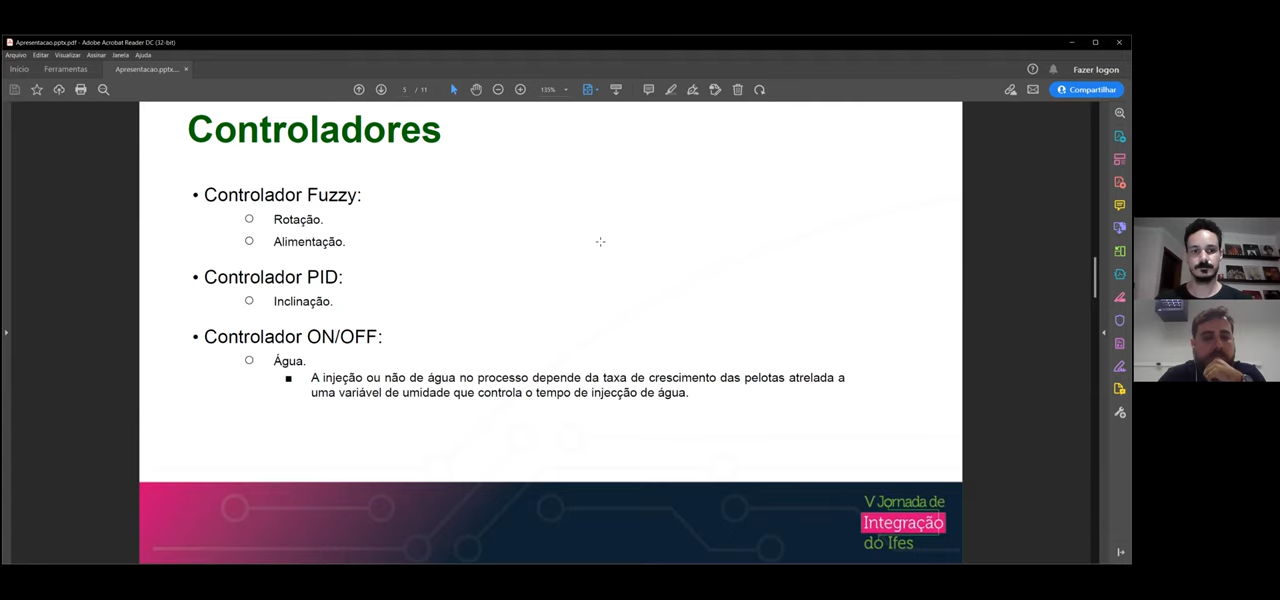 Apresentacao.pptx.pdf - Adobe Acrobat Reader DC (32-bit)
Arquivo Editar Visualizar Assinar Janela Ajuda
Início Ferramentas Apresentacao.pptx.... ×
Fazer logon
5 / 11
135%
Compartilhar
Controladores
• Controlador Fuzzy:
Rotação.
Alimentação.
• Controlador PID:
Inclinação.
• Controlador ON/OFF:
Água.
A injeção ou não de água no processo depende da taxa de crescimento das pelotas atrelada a
uma variável de umidade que controla o tempo de injecção de água.
V Jornada de
Integração
do Ifes